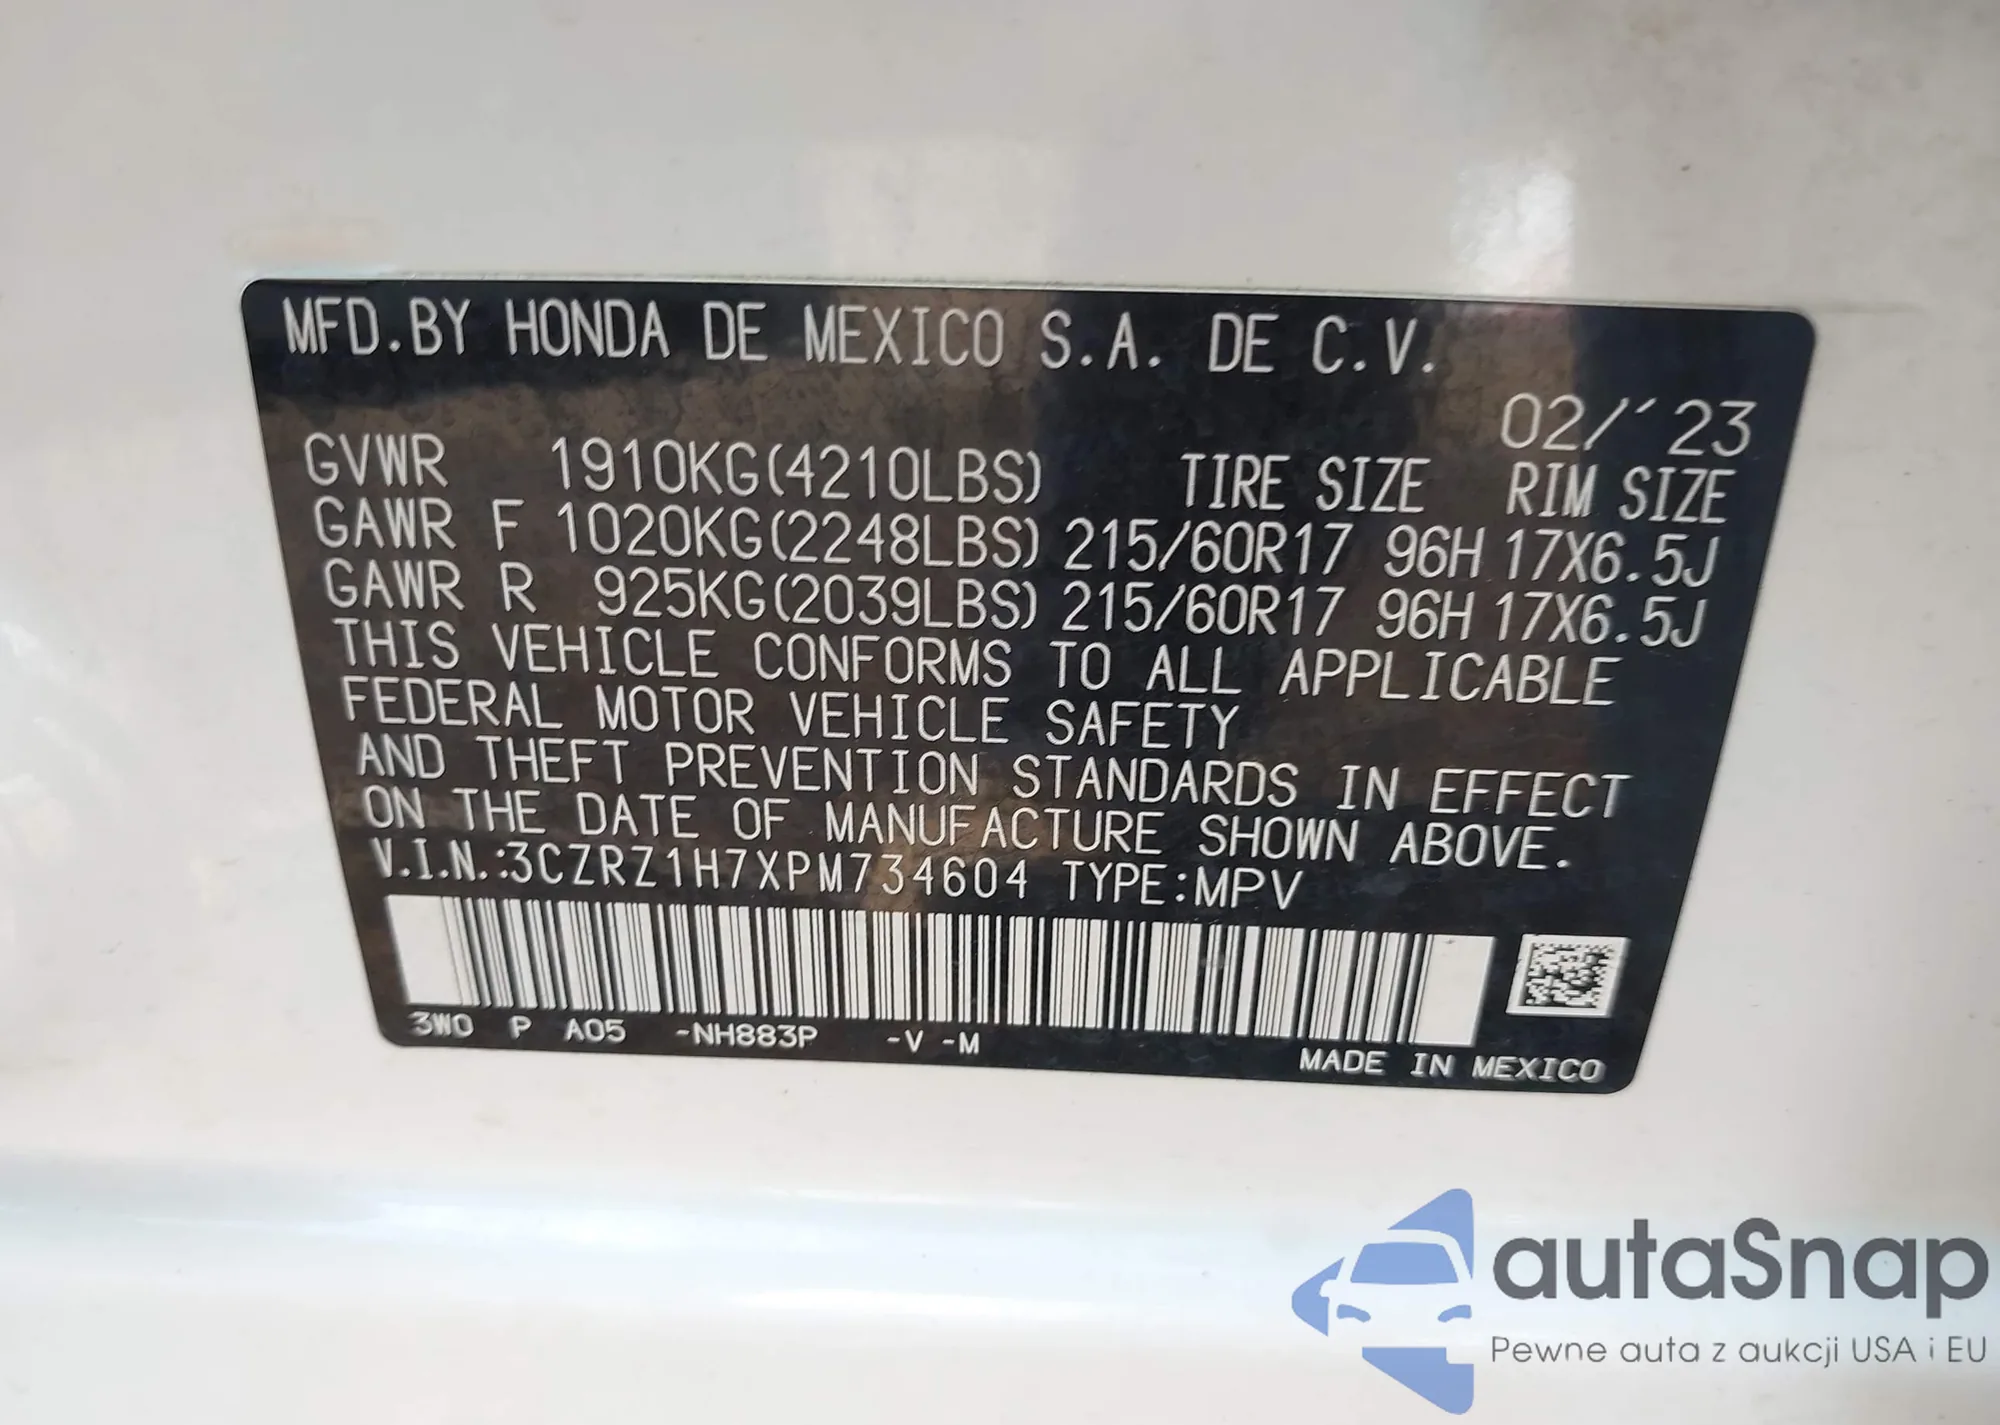 MFD.BY HONDA DE MEXICO S.A. DE C.V.
02/´23
GVWR 1910KG(4210LBS) TIRE SIZE RIM SIZE
GAWR F 1020KG(2248LBS) 215/60R17 96H 17X6.5J
GAWR R 925KG(2039LBS) 215/60R17 96H 17X6.5J
THIS VEHICLE CONFORMS TO ALL APPLICABLE
FEDERAL MOTOR VEHICLE SAFETY
AND THEFT PREVENTION STANDARDS IN EFFECT
ON THE DATE OF MANUFACTURE SHOWN ABOVE.
V.I.N.:3CZRZ1H7XPM734604 TYPE:MPV
3W0 P A05 -NH883P -V -M
MADE IN MEXICO
autaSnap
Pewne auta z aukcji USA i EU